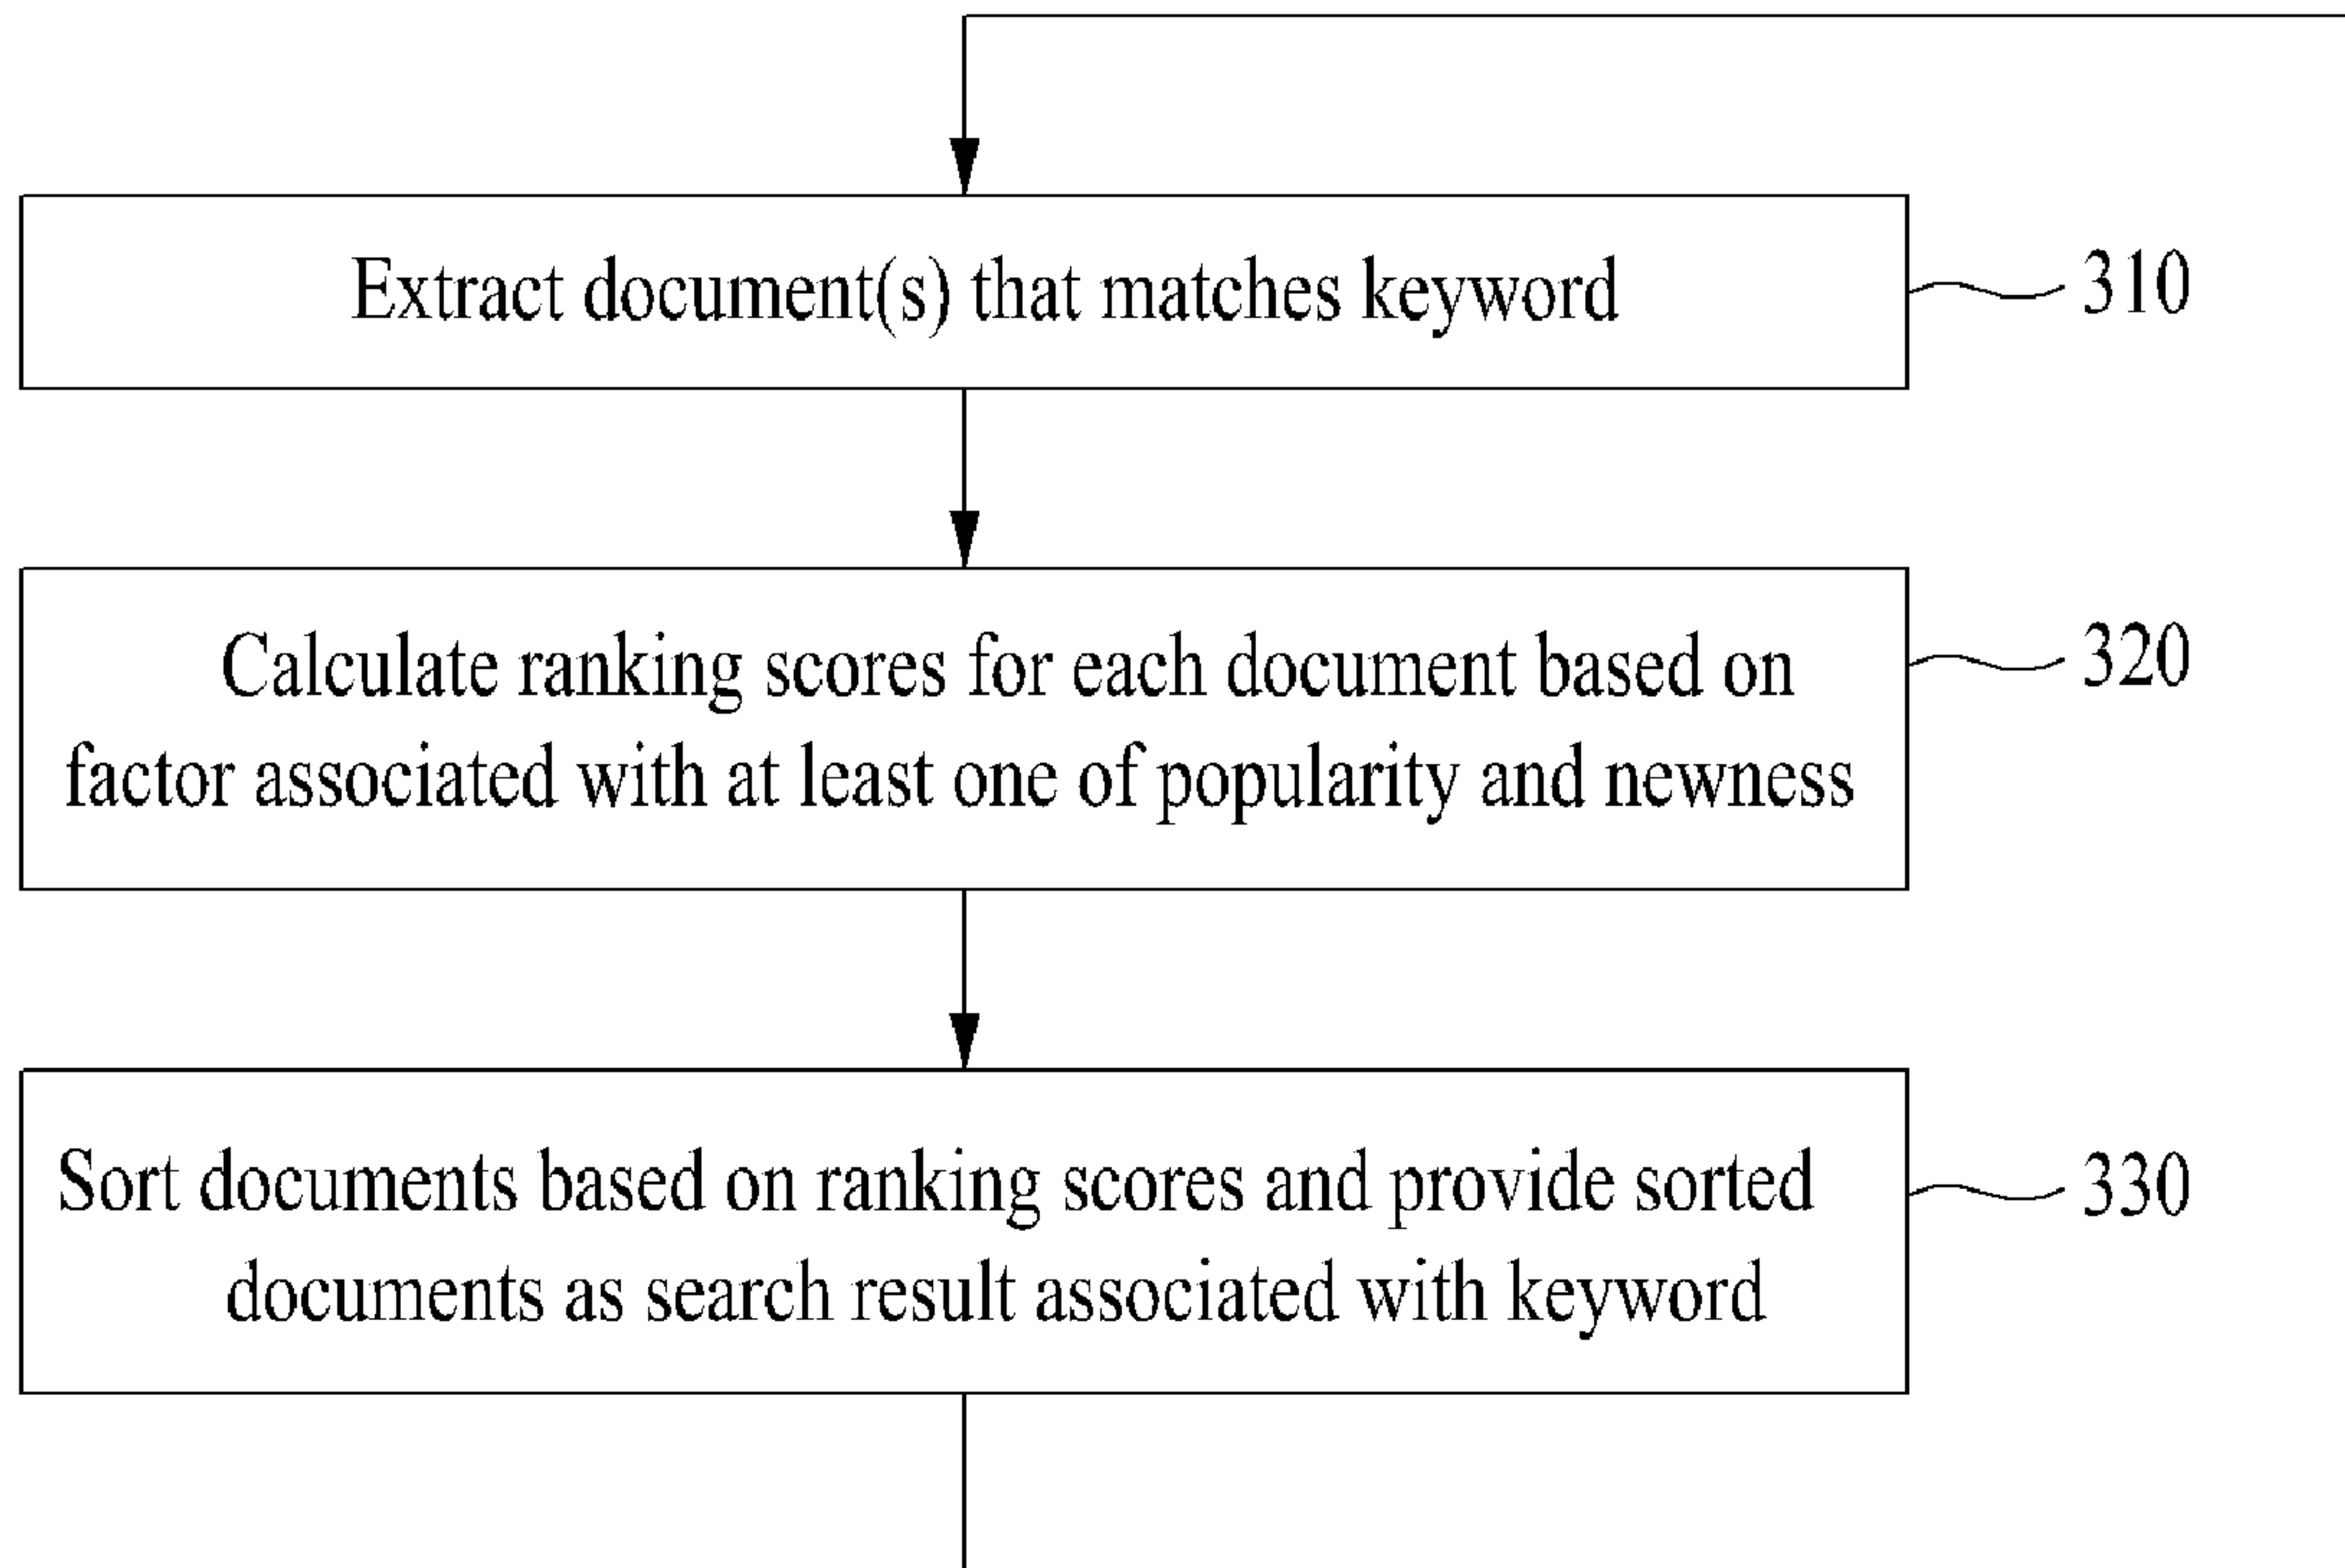 Extract document(s) that matches keyword
310
Calculate ranking scores for each document based on
320
factor associated with at least one of popularity and newness
Sort documents based on ranking scores and provide sorted
330
documents as search result associated with keyword